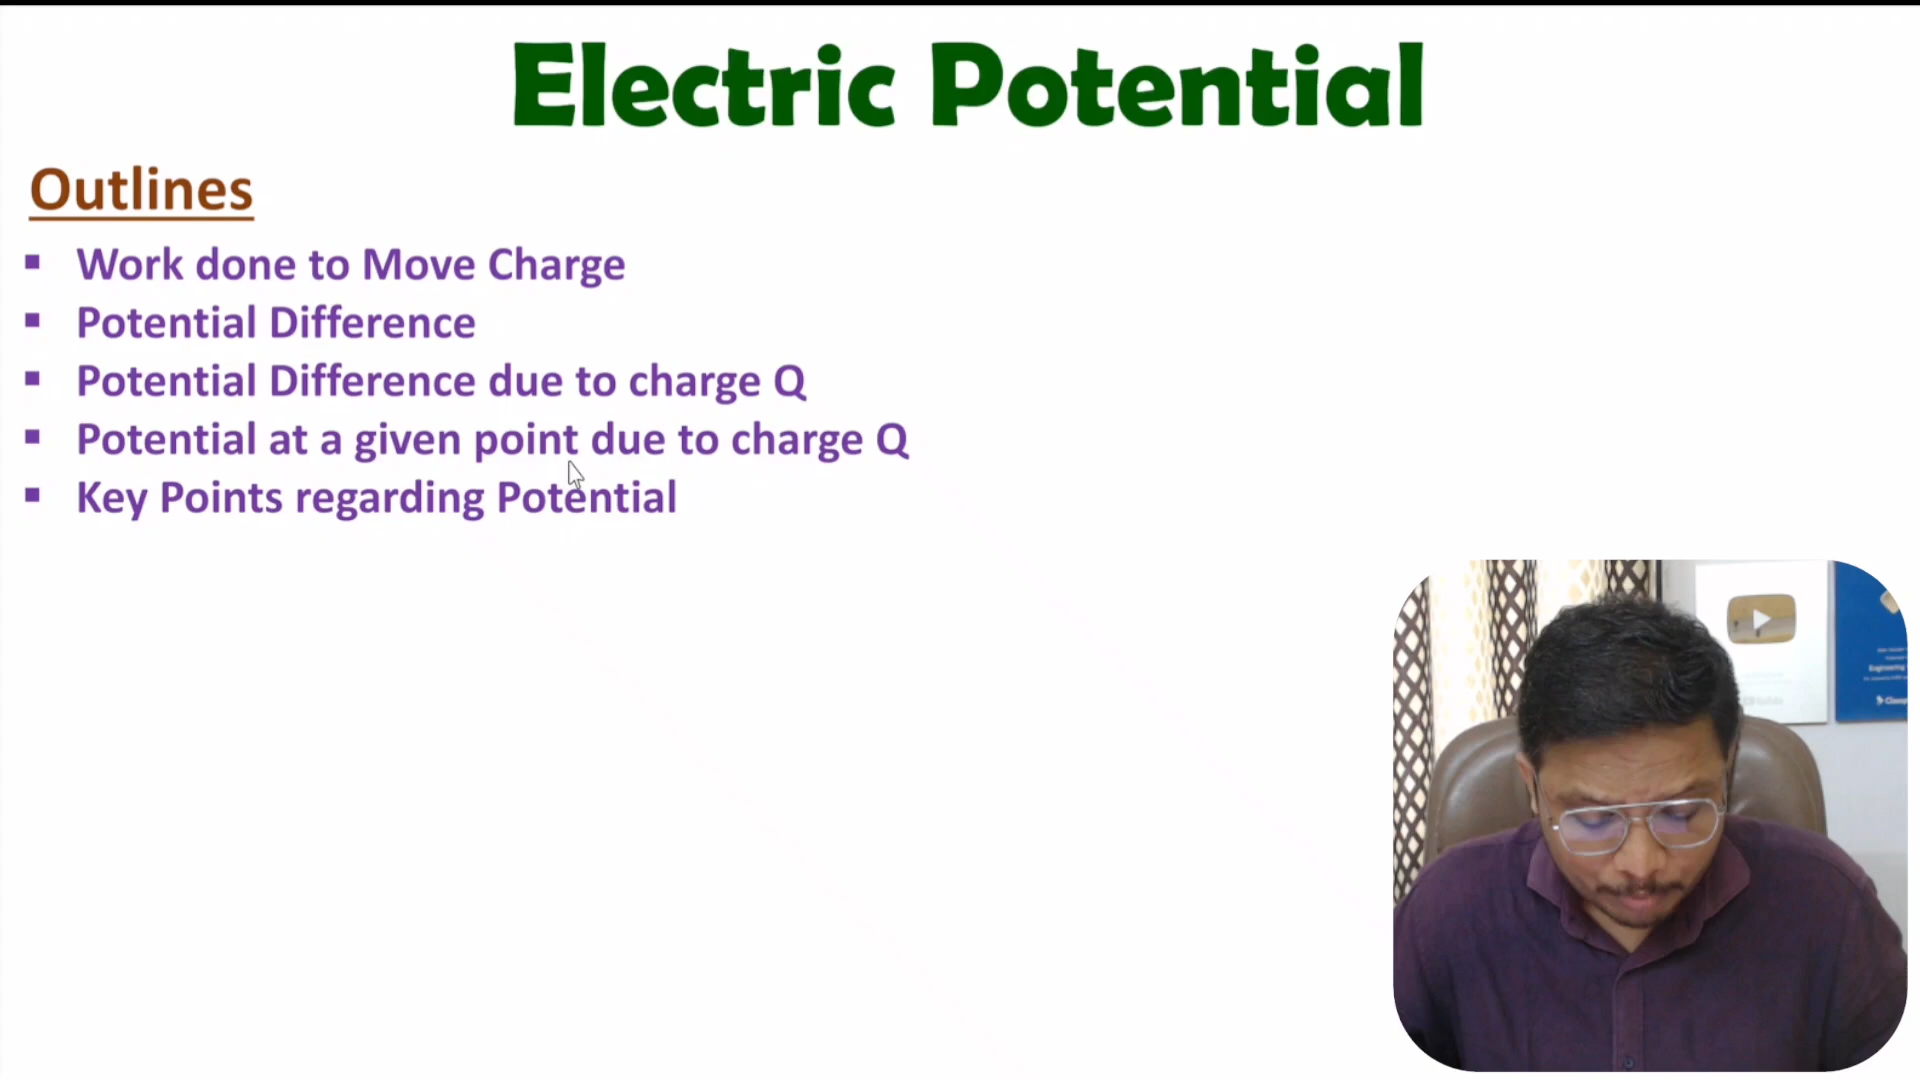 Electric Potential
Outlines
▪ Work done to Move Charge
▪ Potential Difference
▪ Potential Difference due to charge Q
▪ Potential at a given point due to charge Q
▪ Key Points regarding Potential
Engineering